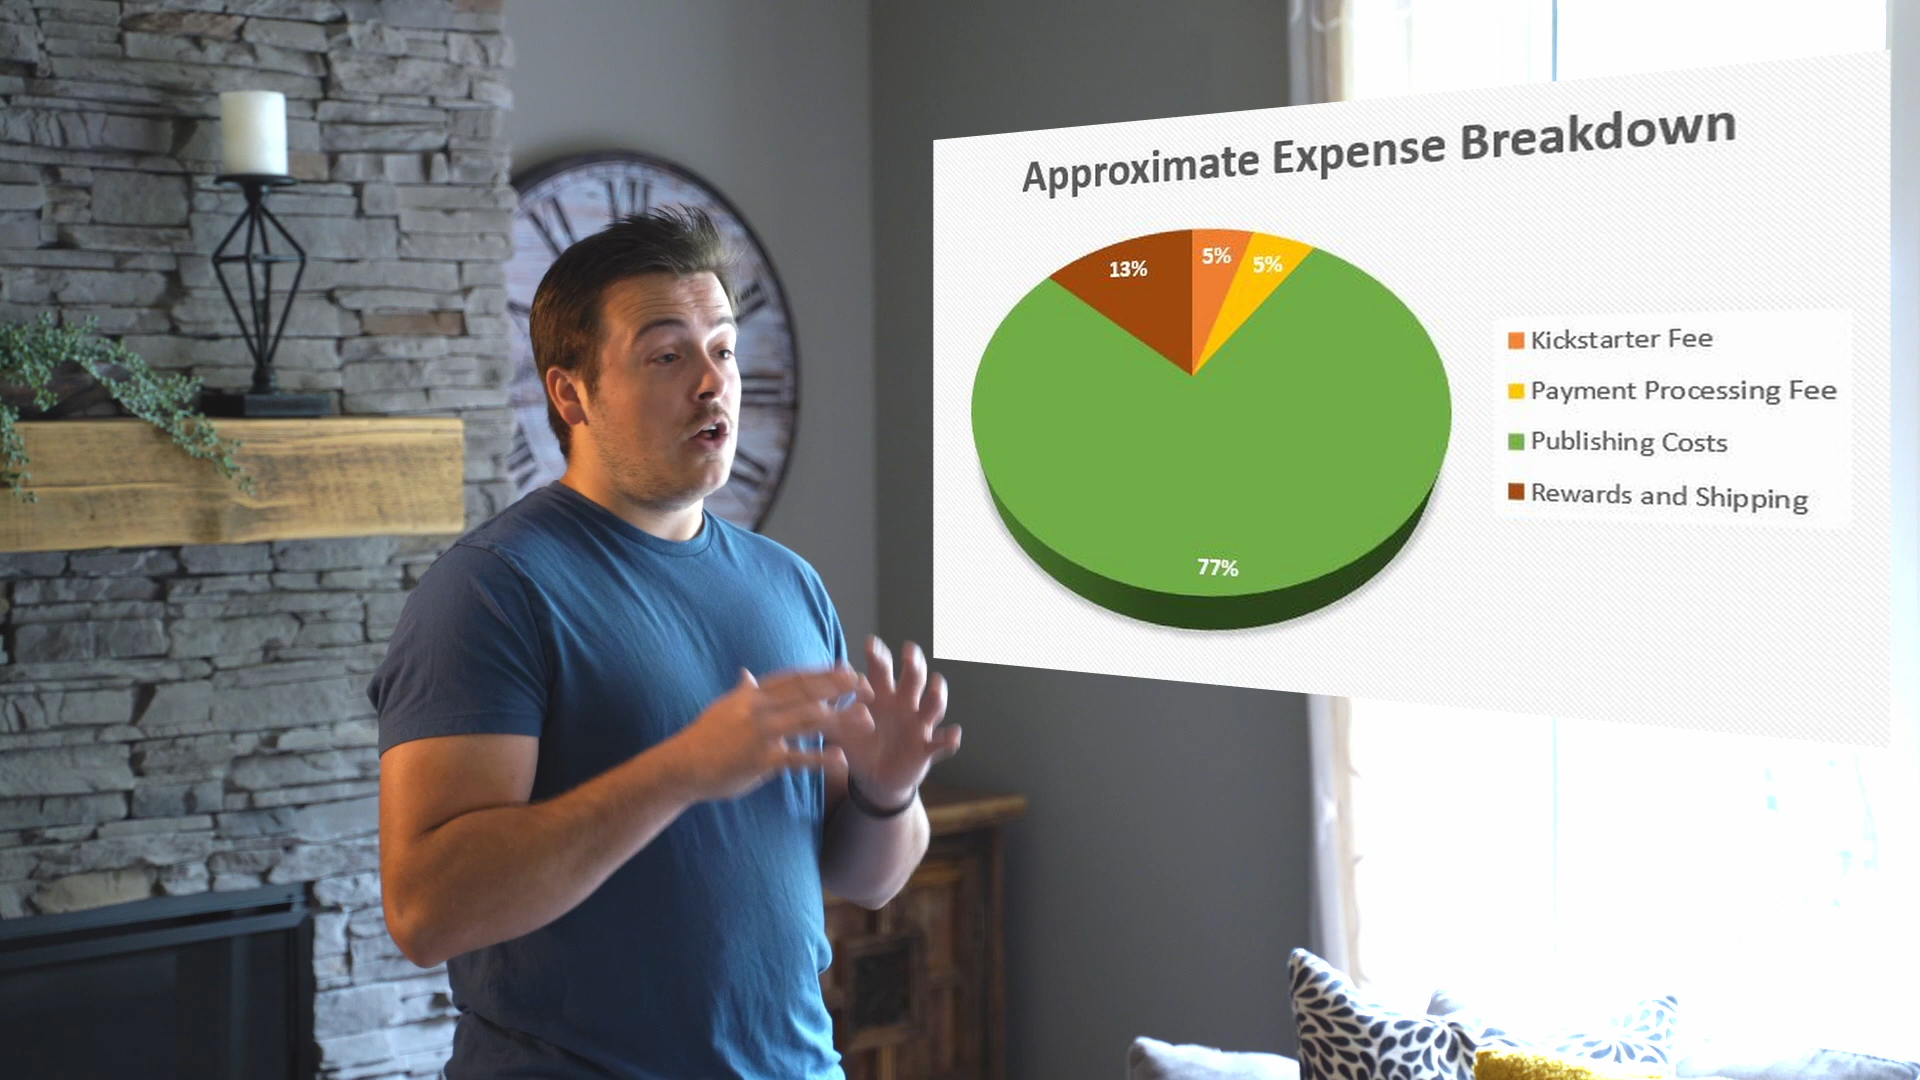 Approximate Expense Breakdown
13%
5%
5%
77%
Kickstarter Fee
Payment Processing Fee
Publishing Costs
Rewards and Shipping